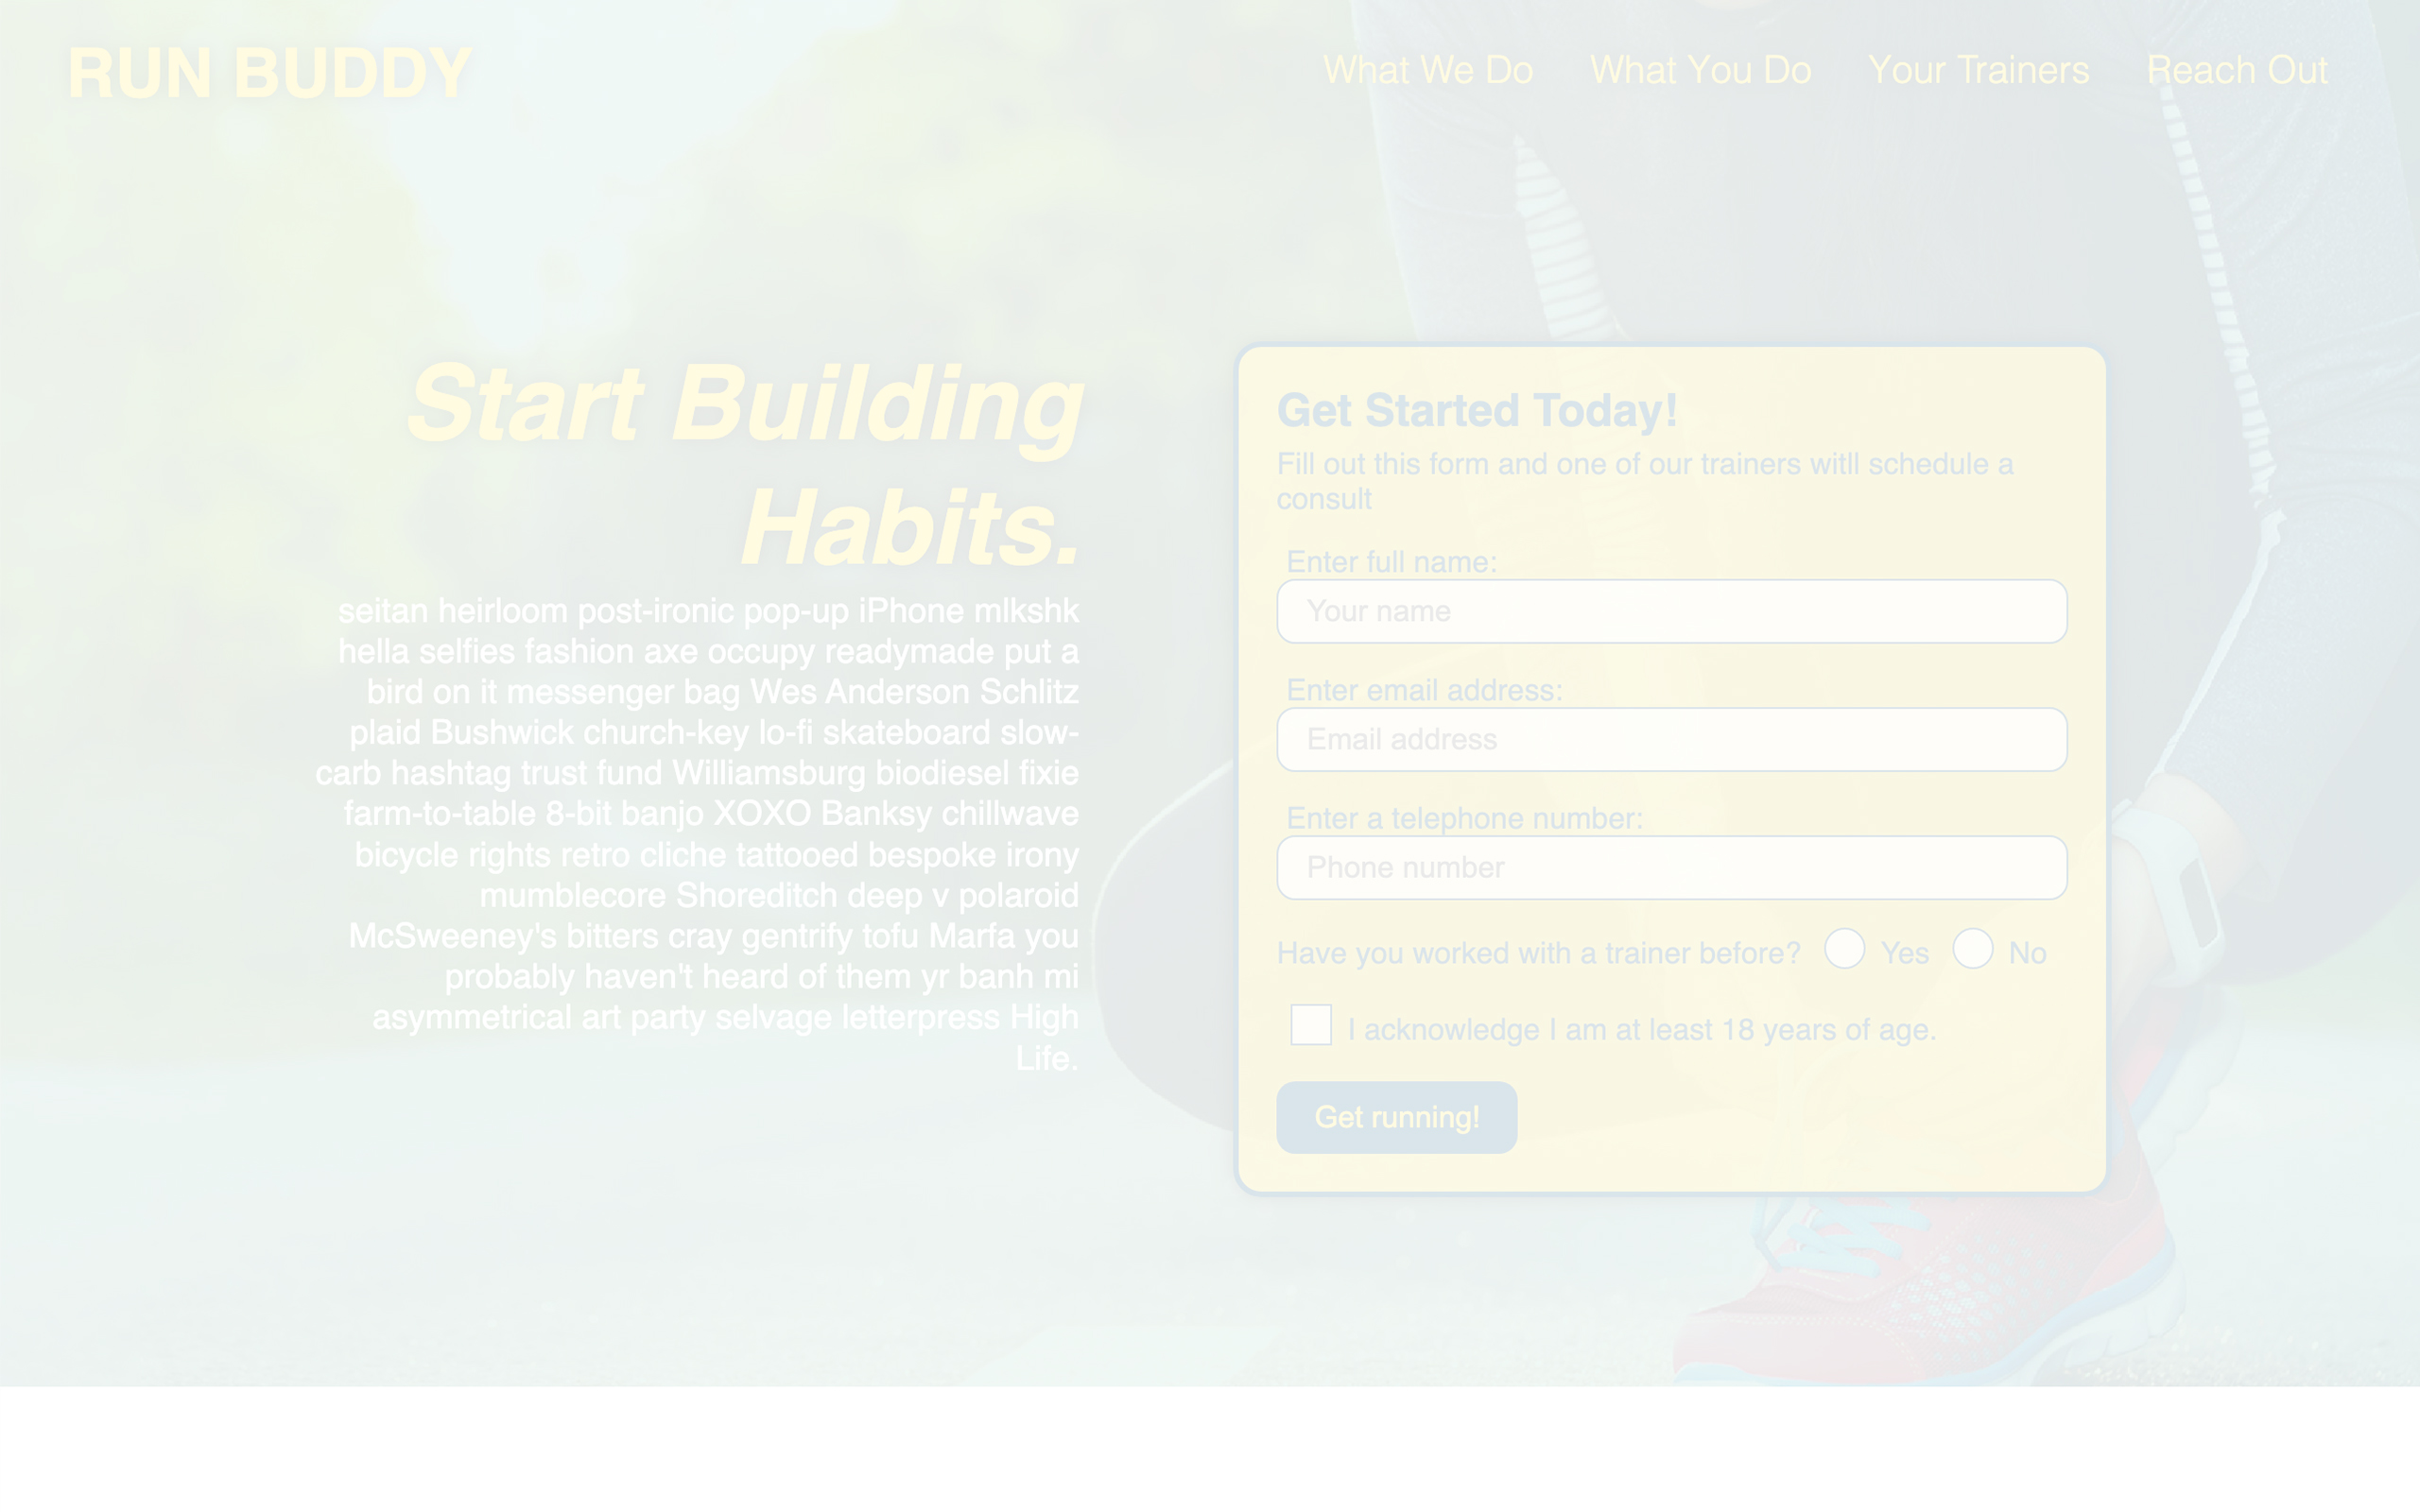 RUN BUDDY
What We Do What You Do Your Trainers Reach Out
Start Building
Habits.
seitan heirloom post-ironic pop-up iPhone mlkshk
hella selfies fashion axe occupy readymade put a
bird on it messenger bag Wes Anderson Schlitz
plaid Bushwick church-key lo-fi skateboard slow-
carb hashtag trust fund Williamsburg biodiesel fixie
farm-to-table 8-bit banjo XOXO Banksy chillwave
bicycle rights retro cliche tattooed bespoke irony
mumblecore Shoreditch deep v polaroid
McSweeney's bitters cray gentrify tofu Marfa you
probably haven't heard of them yr banh mi
asymmetrical art party selvage letterpress High
Life.
Get Started Today!
Fill out this form and one of our trainers witll schedule a
consult
Enter full name:
Your name
Enter email address:
Email address
Enter a telephone number:
Phone number
Have you worked with a trainer before? Yes No
I acknowledge I am at least 18 years of age.
Get running!